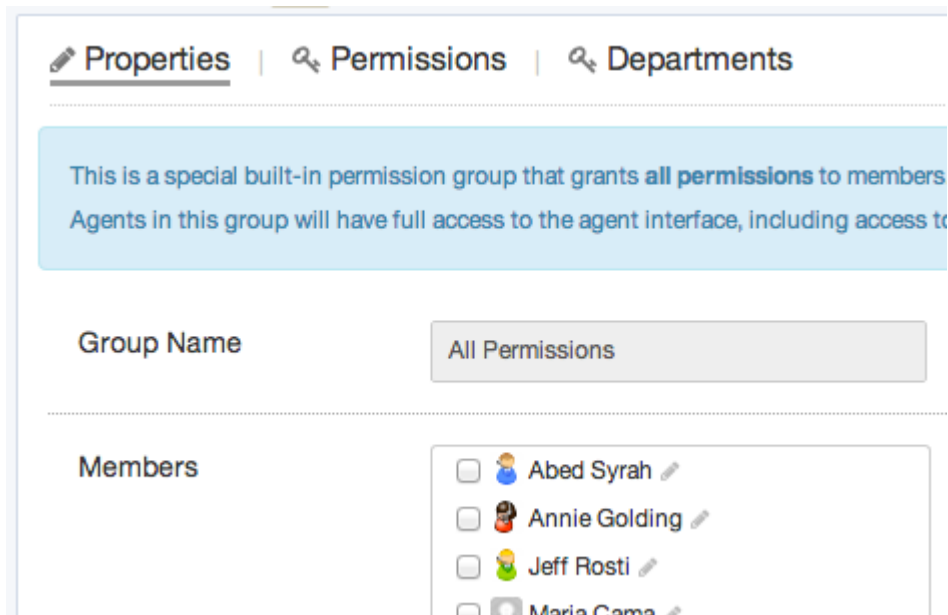 Properties | Permissions | Departments
This is a special built-in permission group that grants all permissions to members.
Agents in this group will have full access to the agent interface, including access to
Group Name All Permissions
Members
Abed Syrah
Annie Golding
Jeff Rosti
Maria Cama